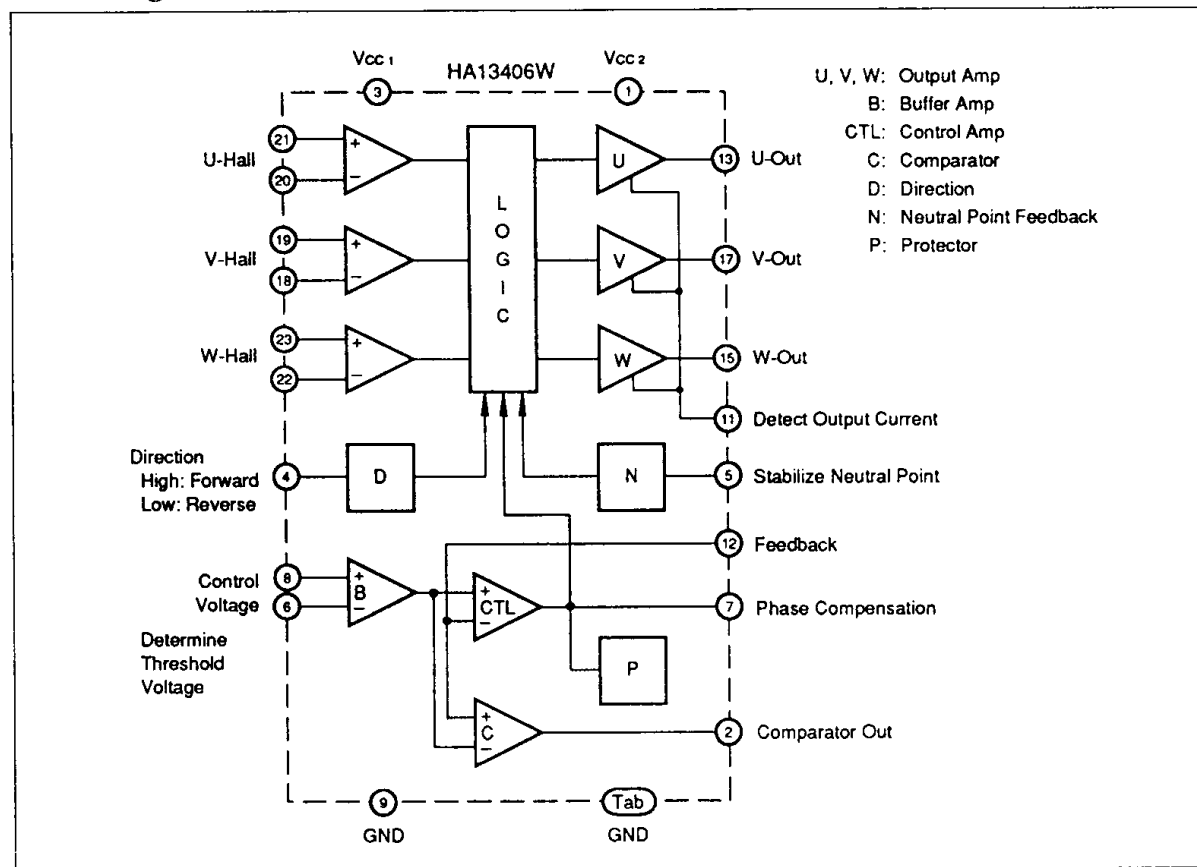 Vcc 1
HA13406W
Vcc 2
3
1
U, V, W: Output Amp
B: Buffer Amp
CTL: Control Amp
C: Comparator
D: Direction
N: Neutral Point Feedback
P: Protector
21
U-Hall
20
+
−
U
13
U-Out
LOGIC
19
V-Hall
18
+
−
V
17
V-Out
23
W-Hall
22
+
−
W
15
W-Out
11
Detect Output Current
Direction
High: Forward
Low: Reverse
4
D
N
5
Stabilize Neutral Point
12
Feedback
Control
Voltage
8
6
+
B
−
+
CTL
−
7
Phase Compensation
Determine
Threshold
Voltage
P
+
C
−
2
Comparator Out
9
GND
Tab
GND